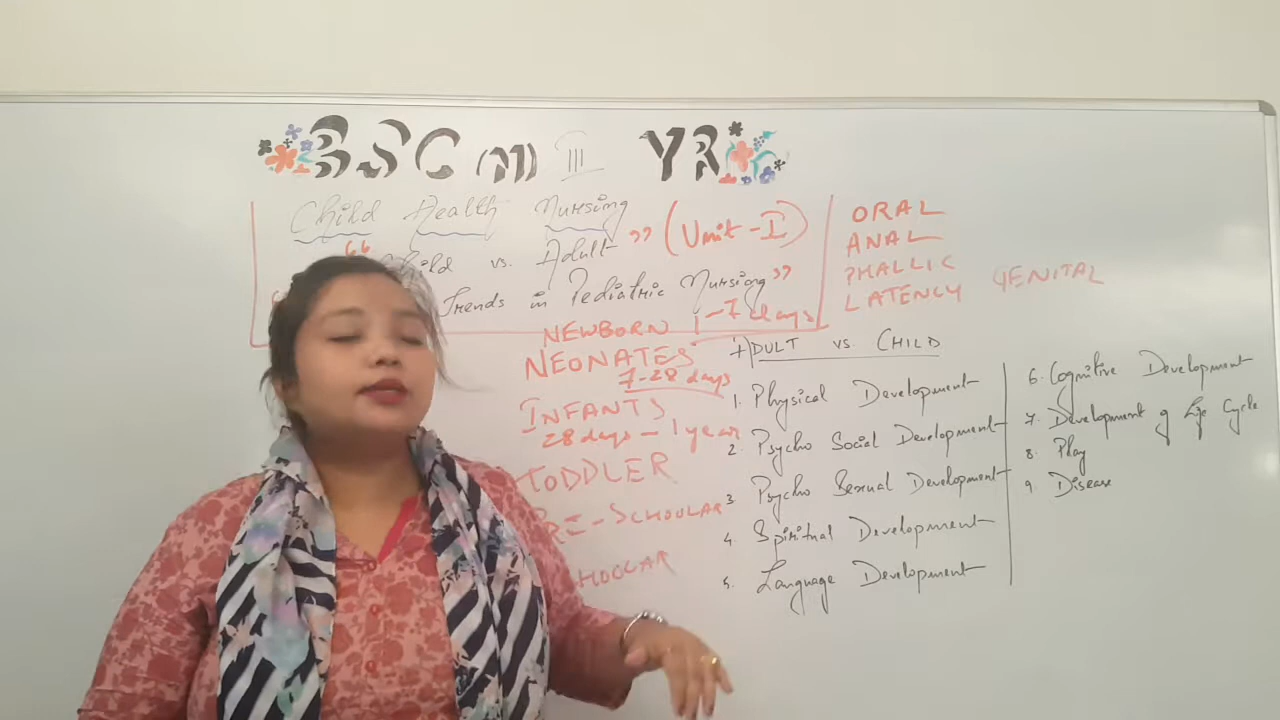 BSC (N) III YR
Child Health Nursing
"Child vs. Adult" (Unit-I)
Trends in Pediatric Nursing"
ORAL
ANAL
PHALLIC
LATENCY GENITAL
NEWBORN 1-7 days
NEONATES
7-28 days
INFANTS
28 days - 1 year
TODDLER
RE-SCHOOLAR
HOOLAR
ADULT vs. CHILD
1. Physical Development
2. Psycho Social Development
3. Psycho Sexual Development
4. Spiritual Development
5. Language Development
6. Cognitive Development
7. Development of Life Cycle
8. Play
9. Disease